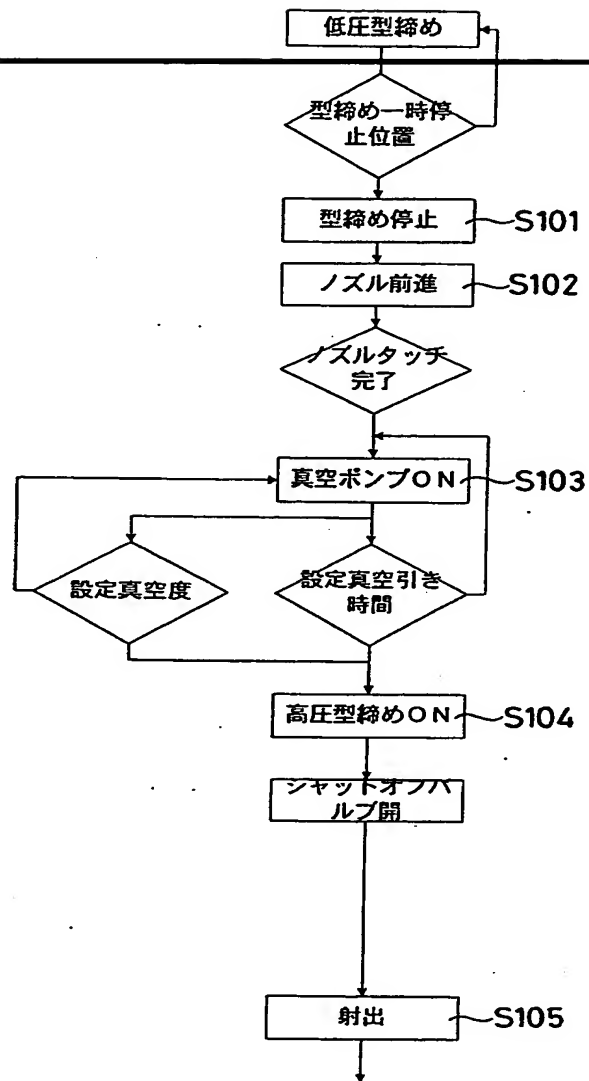 低圧型締め
型締め一時停
止位置
型締め停止
S101
ノズル前進
S102
ノズルタッチ
完了
真空ポンプON
S103
設定真空度
設定真空引き
時間
高圧型締めON
S104
シャットオフバ
ルブ開
射出
S105